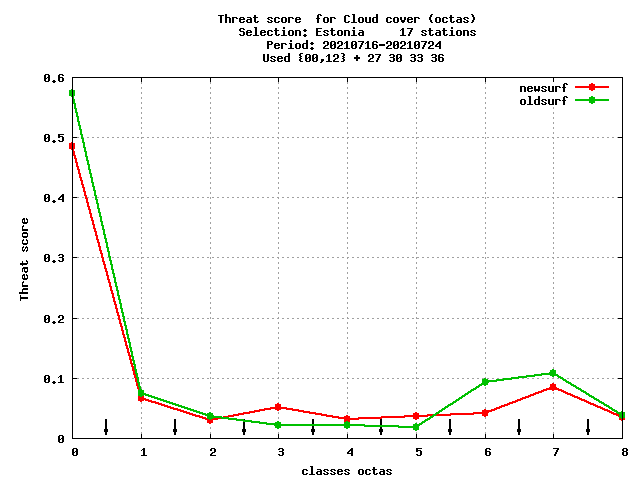 Threat score  for Cloud cover (octas)
Selection: Estonia     17 stations
Period: 20210716-20210724
Used {00,12} + 27 30 33 36
newsurf
oldsurf
0.6
0.5
0.4
0.3
0.2
0.1
0
Threat score
0 1 2 3 4 5 6 7 8
classes octas